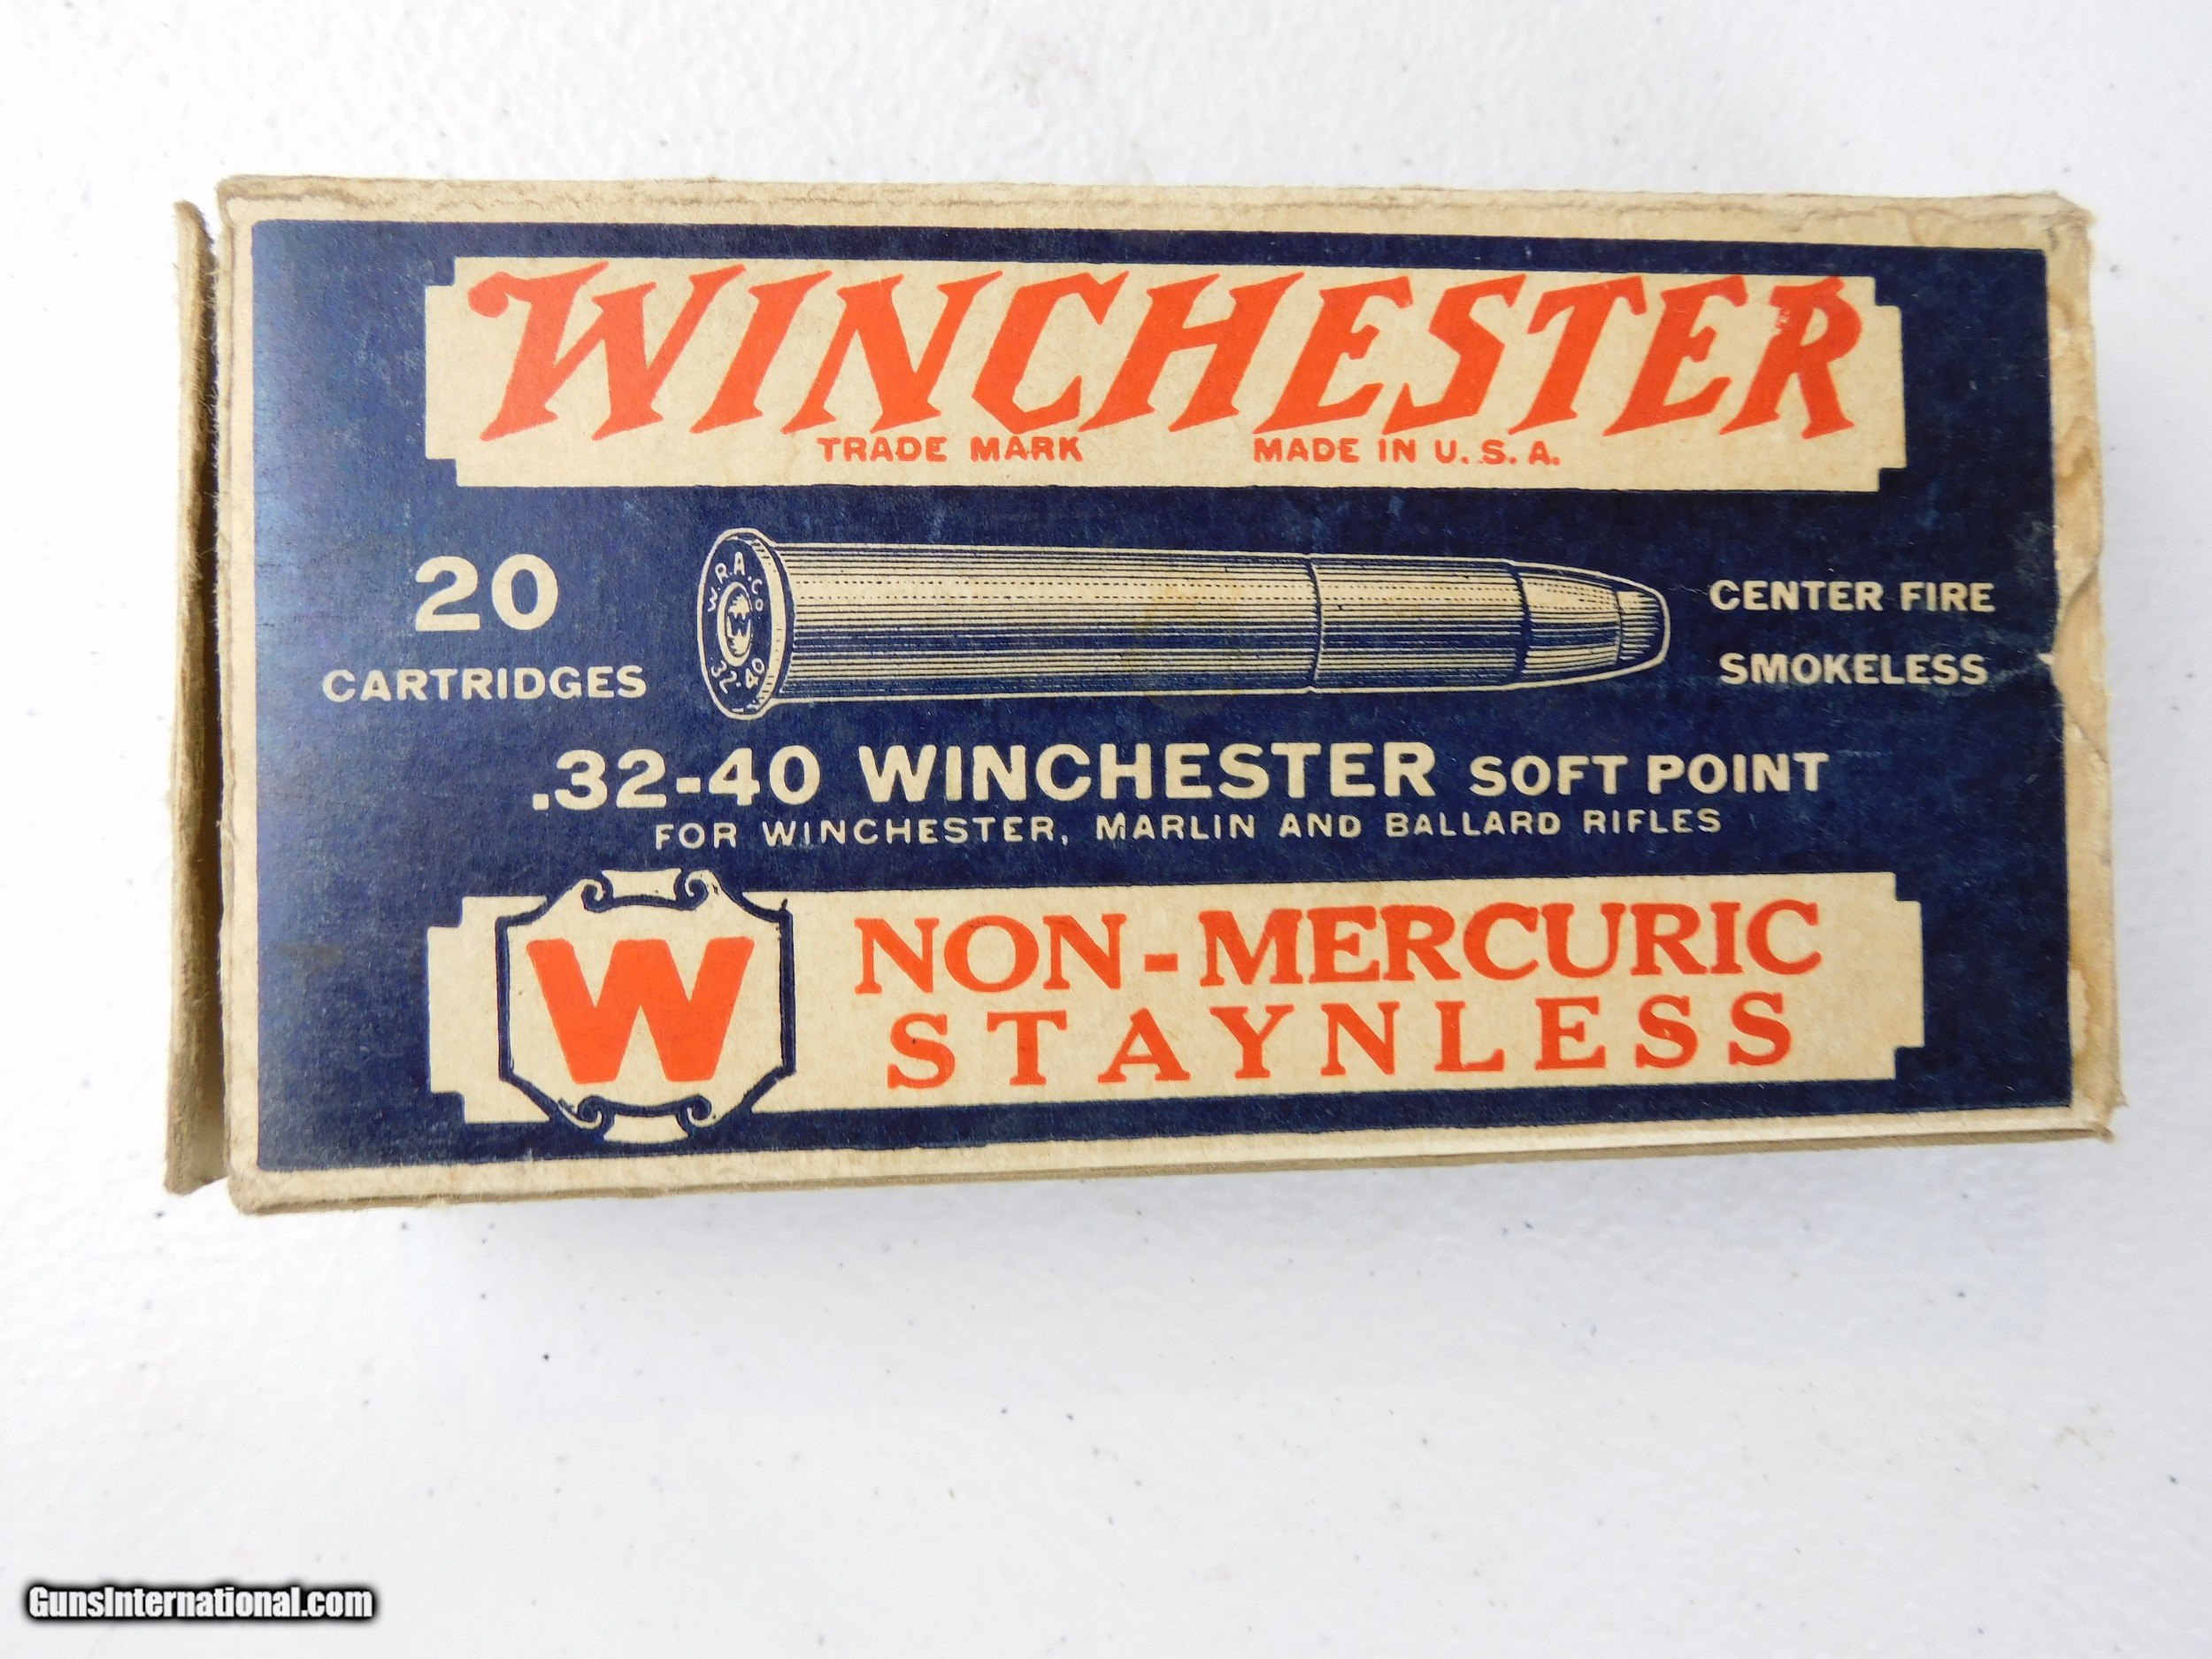 WINCHESTER
TRADE MARK MADE IN U.S.A.
20
CARTRIDGES
W.R.A.Co
W
32-40
CENTER FIRE
SMOKELESS
.32-40 WINCHESTER SOFT POINT
FOR WINCHESTER, MARLIN AND BALLARD RIFLES
W
NON-MERCURIC
STAYNLESS
GunsInternational.com